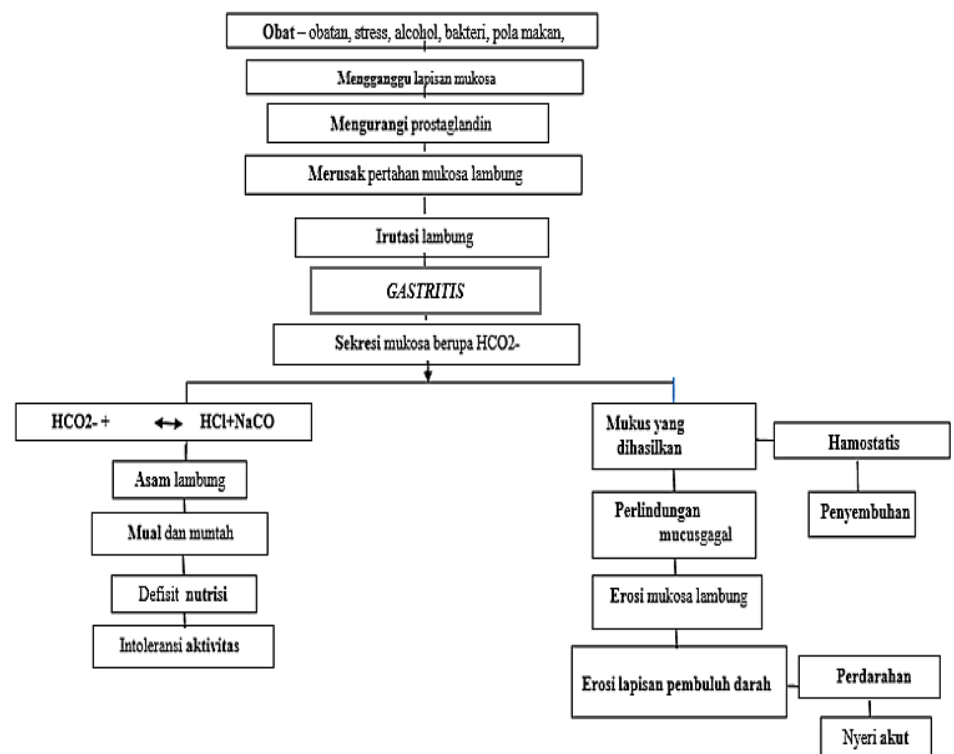 Obat – obatan, stress, alcohol, bakteri, pola makan,
Mengganggu lapisan mukosa
Mengurangi prostaglandin
Merusak pertahan mukosa lambung
Irutasi lambung
GASTRITIS
Sekresi mukosa berupa HCO2-
HCO2- + ↔ HCl+NaCO
Asam lambung
Mual dan muntah
Defisit nutrisi
Intoleransi aktivitas
Mukus yang
dihasilkan
Hamostatis
Penyembuhan
Perlindungan
mucusgagal
Erosi mukosa lambung
Erosi lapisan pembuluh darah
Perdarahan
Nyeri akut